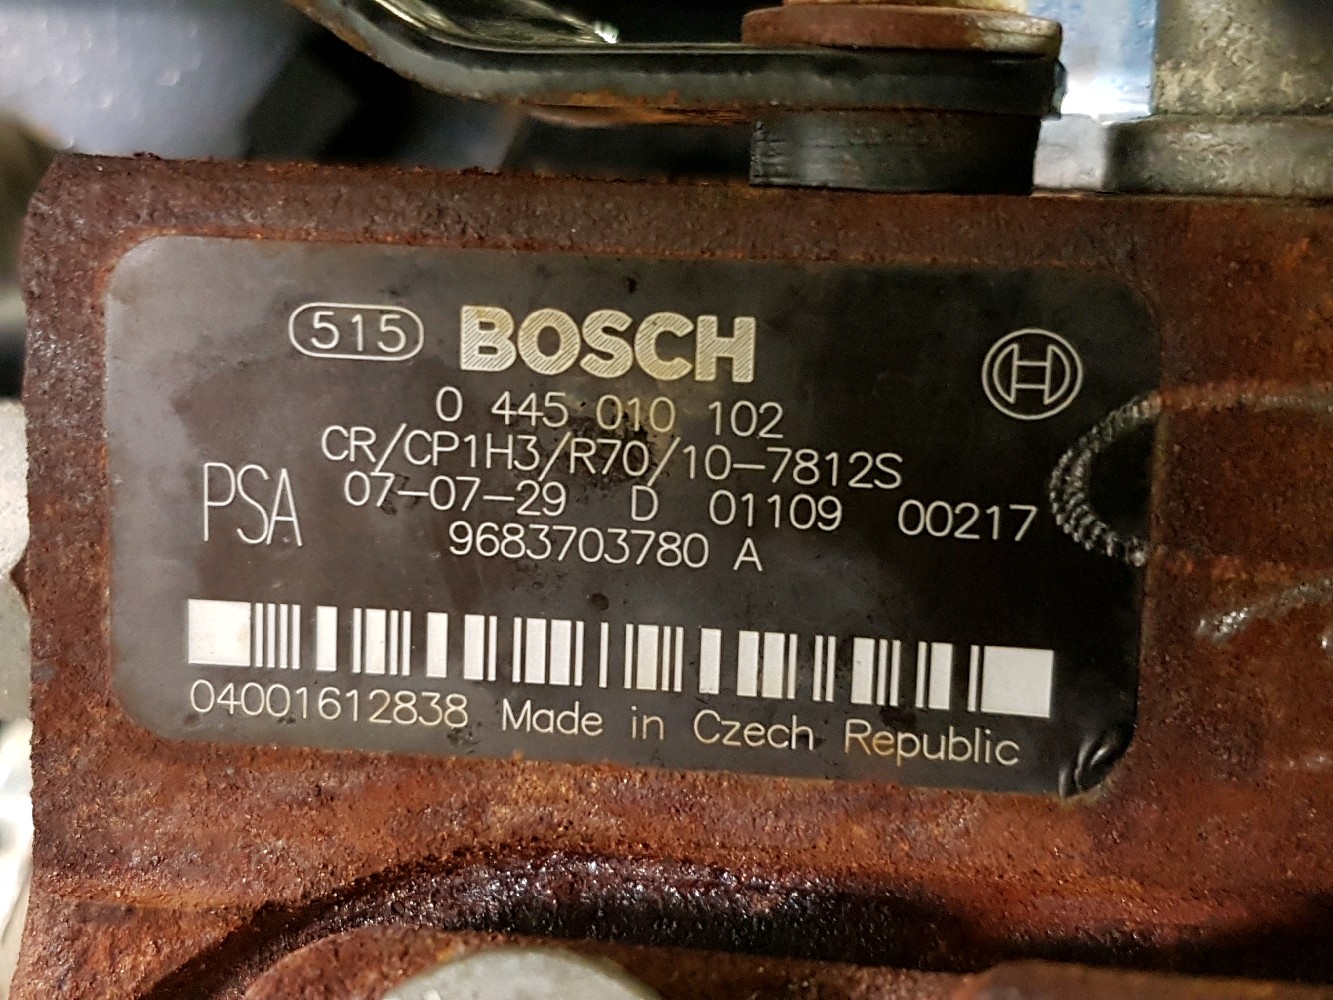 515 BOSCH
0 445 010 102
CR/CP1H3/R70/10-7812S
PSA 07-07-29 D 01109 00217
9683703780 A
04001612838 Made in Czech Republic